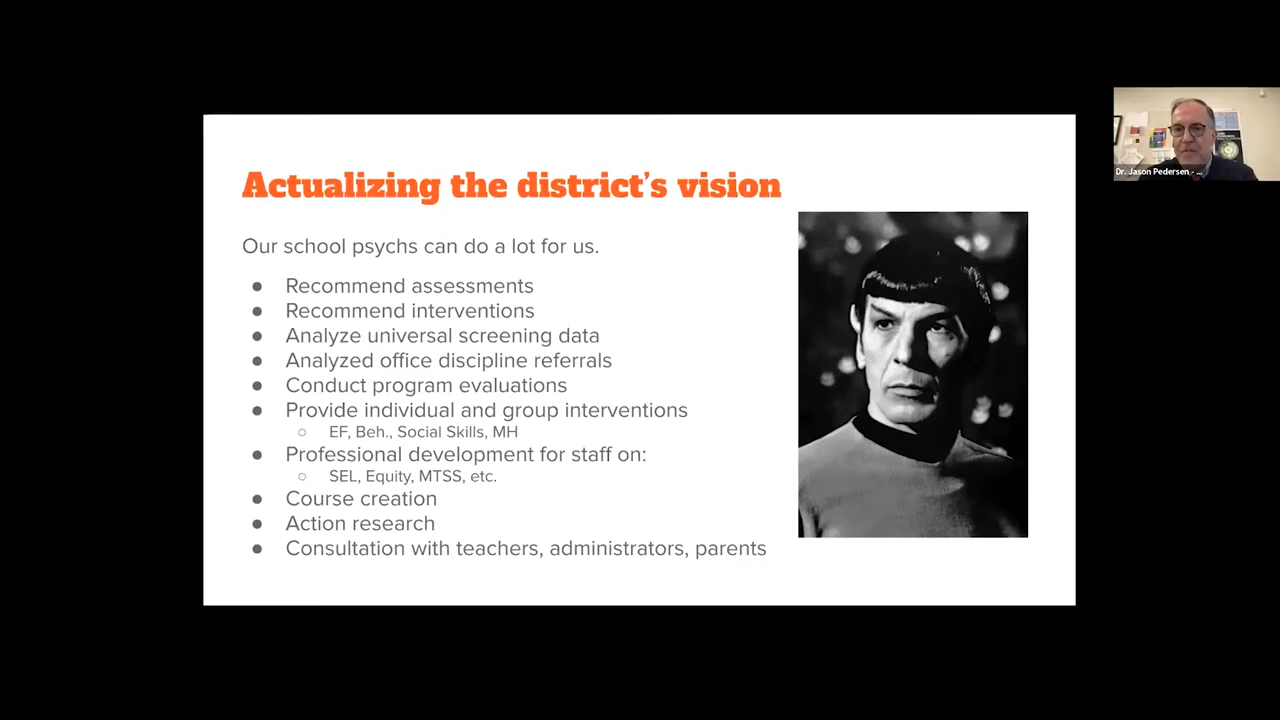 Actualizing the district's vision
Our school psychs can do a lot for us.
● Recommend assessments
● Recommend interventions
● Analyze universal screening data
● Analyzed office discipline referrals
● Conduct program evaluations
● Provide individual and group interventions
○ EF, Beh., Social Skills, MH
● Professional development for staff on:
○ SEL, Equity, MTSS, etc.
● Course creation
● Action research
● Consultation with teachers, administrators, parents
Dr. Jason Pedersen - ...